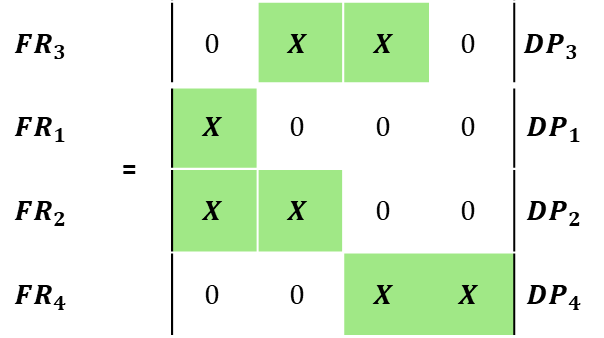 FR₃ 0 X X 0 DP₃
FR₁ X 0 0 0 DP₁
=
FR₂ X X 0 0 DP₂
FR₄ 0 0 X X DP₄